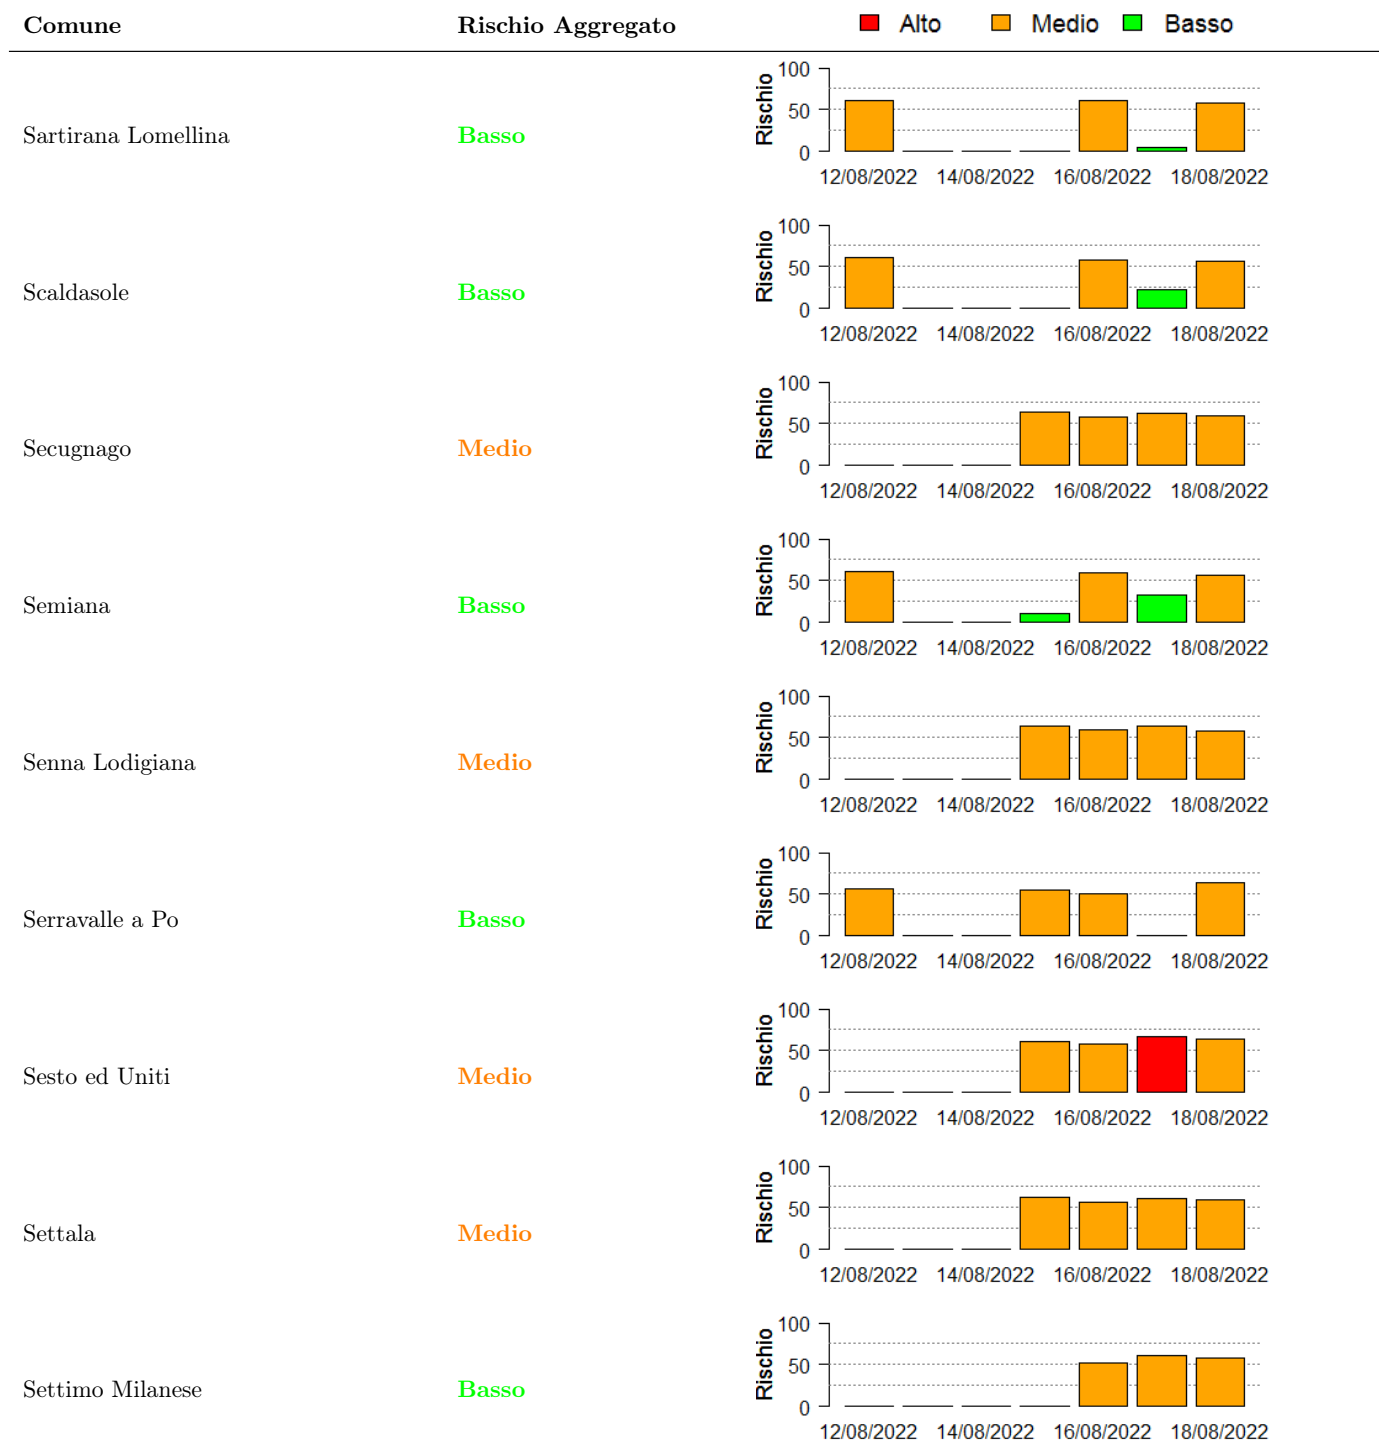 Comune Rischio Aggregato Alto Medio Basso
100
50
0
Rischio
Sartirana Lomellina Basso
12/08/2022 14/08/2022 16/08/2022 18/08/2022
100
50
0
Rischio
Scaldasole Basso
12/08/2022 14/08/2022 16/08/2022 18/08/2022
100
50
0
Rischio
Secugnago Medio
12/08/2022 14/08/2022 16/08/2022 18/08/2022
100
50
0
Rischio
Semiana Basso
12/08/2022 14/08/2022 16/08/2022 18/08/2022
100
50
0
Rischio
Senna Lodigiana Medio
12/08/2022 14/08/2022 16/08/2022 18/08/2022
100
50
0
Rischio
Serravalle a Po Basso
12/08/2022 14/08/2022 16/08/2022 18/08/2022
100
50
0
Rischio
Sesto ed Uniti Medio
12/08/2022 14/08/2022 16/08/2022 18/08/2022
100
50
0
Rischio
Settala Medio
12/08/2022 14/08/2022 16/08/2022 18/08/2022
100
50
0
Rischio
Settimo Milanese Basso
12/08/2022 14/08/2022 16/08/2022 18/08/2022